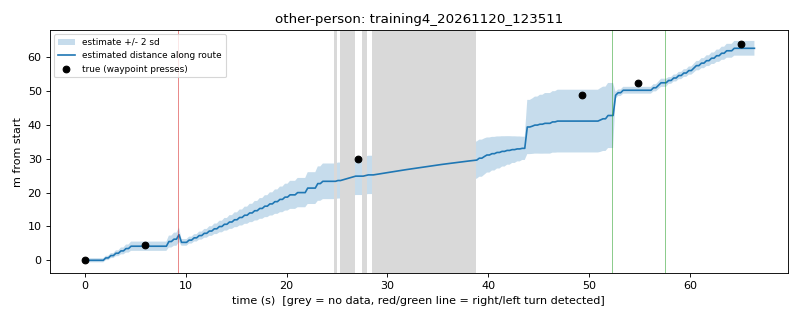 other-person: training4_20261120_123511
estimate +/- 2 sd
estimated distance along route
true (waypoint presses)
m from start
60
50
40
30
20
10
0
0 10 20 30 40 50 60
time (s) [grey = no data, red/green line = right/left turn detected]